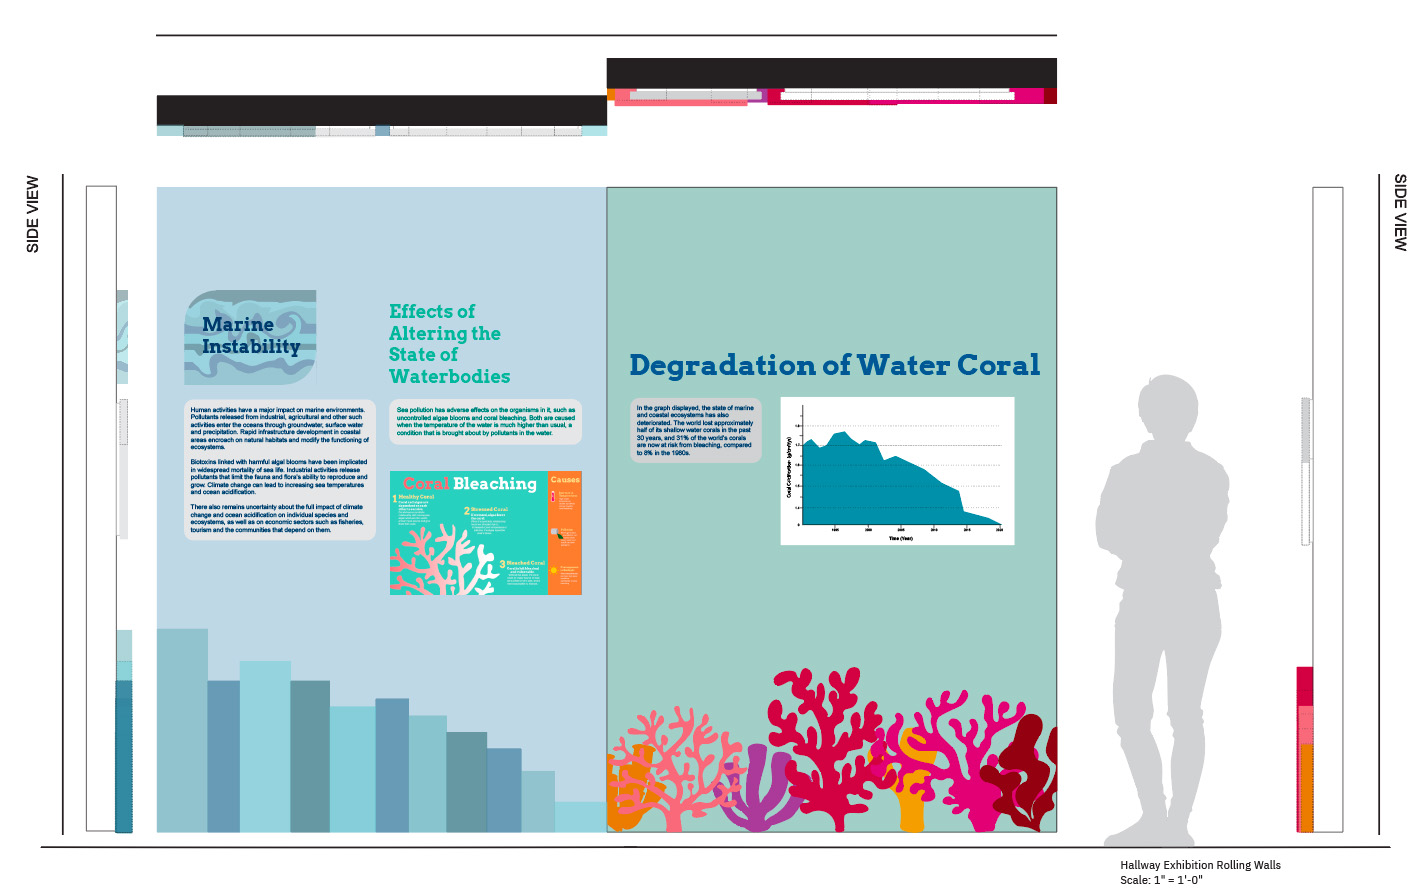 SIDE VIEW
SIDE VIEW
Marine
Instability
Human activities have a major impact on marine environments.
Pollutants released from industrial, agricultural and other such
activities enter the oceans through groundwater, surface water
and precipitation. Rapid infrastructure development in coastal
areas encroach on natural habitats and modify the functioning of
ecosystems.
Biotoxins linked with harmful algal blooms have been implicated
in widespread mortality of sea life. Industrial activities release
pollutants that limit the fauna and flora's ability to reproduce and
grow. Climate change can lead to increasing sea temperatures
and ocean acidification.
There also remains uncertainty about the full impact of climate
change and ocean acidification on individual species and
ecosystems, as well as on economic sectors such as fisheries,
tourism and the communities that depend on them.
Effects of
Altering the
State of
Waterbodies
Sea pollution has adverse effects on the organisms in it, such as
uncontrolled algae blooms and coral bleaching. Both are caused
when the temperature of the water is much higher than usual, a
condition that is brought about by pollutants in the water.
Coral Bleaching
Causes
1 Healthy Coral
2 Stressed Coral
3 Bleached Coral
Degradation of Water Coral
In the graph displayed, the state of marine
and coastal ecosystems has also
deteriorated. The world lost approximately
half of its shallow water corals in the past
30 years, and 31% of the world's corals
are now at risk from bleaching, compared
to 8% in the 1980s.
Time (Year)
Hallway Exhibition Rolling Walls
Scale: 1" = 1'-0"